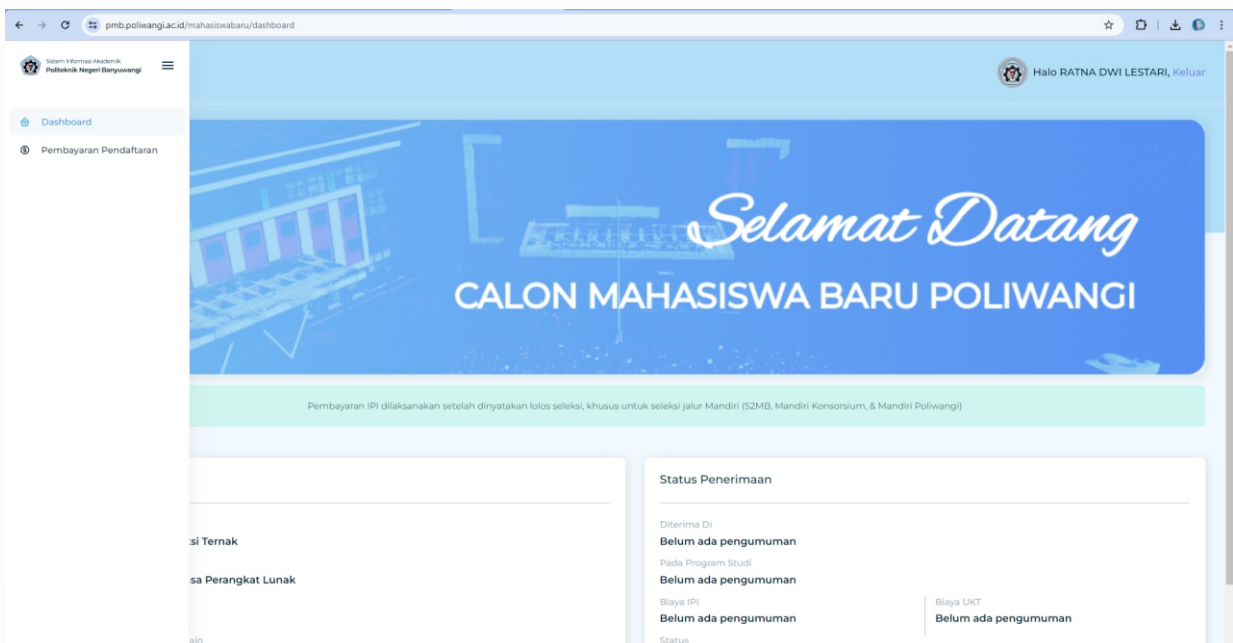 pmb.poliwangi.ac.id/mahasiswabaru/dashboard
Sistem Informasi Akademik
Politeknik Negeri Banyuwangi
Halo RATNA DWI LESTARI, Keluar
Dashboard
Pembayaran Pendaftaran
Selamat Datang
CALON MAHASISWA BARU POLIWANGI
Pembayaran IPI dilaksanakan setelah dinyatakan lolos seleksi, khusus untuk seleksi jalur Mandiri (S2MB, Mandiri Konsorsium, & Mandiri Poliwangi)
si Ternak
sa Perangkat Lunak
ain
Status Penerimaan
Diterima Di
Belum ada pengumuman
Pada Program Studi
Belum ada pengumuman
Biaya IPI
Belum ada pengumuman
Biaya UKT
Belum ada pengumuman
Status